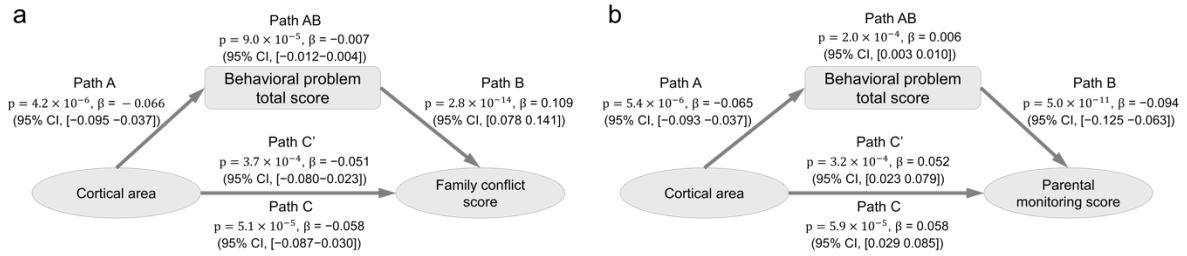 a
Path AB
p = 9.0 × 10⁻⁵, β = −0.007
(95% CI, [−0.012−0.004])
Behavioral problem
total score
Path A
p = 4.2 × 10⁻⁶, β = − 0.066
(95% CI, [−0.095 −0.037])
Path B
p = 2.8 × 10⁻¹⁴, β = 0.109
(95% CI, [0.078 0.141])
Path C'
p = 3.7 × 10⁻⁴, β = −0.051
(95% CI, [−0.080−0.023])
Cortical area
Family conflict
score
Path C
p = 5.1 × 10⁻⁵, β = −0.058
(95% CI, [−0.087−0.030])
b
Path AB
p = 2.0 × 10⁻⁴, β = 0.006
(95% CI, [0.003 0.010])
Behavioral problem
total score
Path A
p = 5.4 × 10⁻⁶, β = −0.065
(95% CI, [−0.093 −0.037])
Path B
p = 5.0 × 10⁻¹¹, β = −0.094
(95% CI, [−0.125 −0.063])
Path C'
p = 3.2 × 10⁻⁴, β = 0.052
(95% CI, [0.023 0.079])
Cortical area
Parental
monitoring score
Path C
p = 5.9 × 10⁻⁵, β = 0.058
(95% CI, [0.029 0.085])